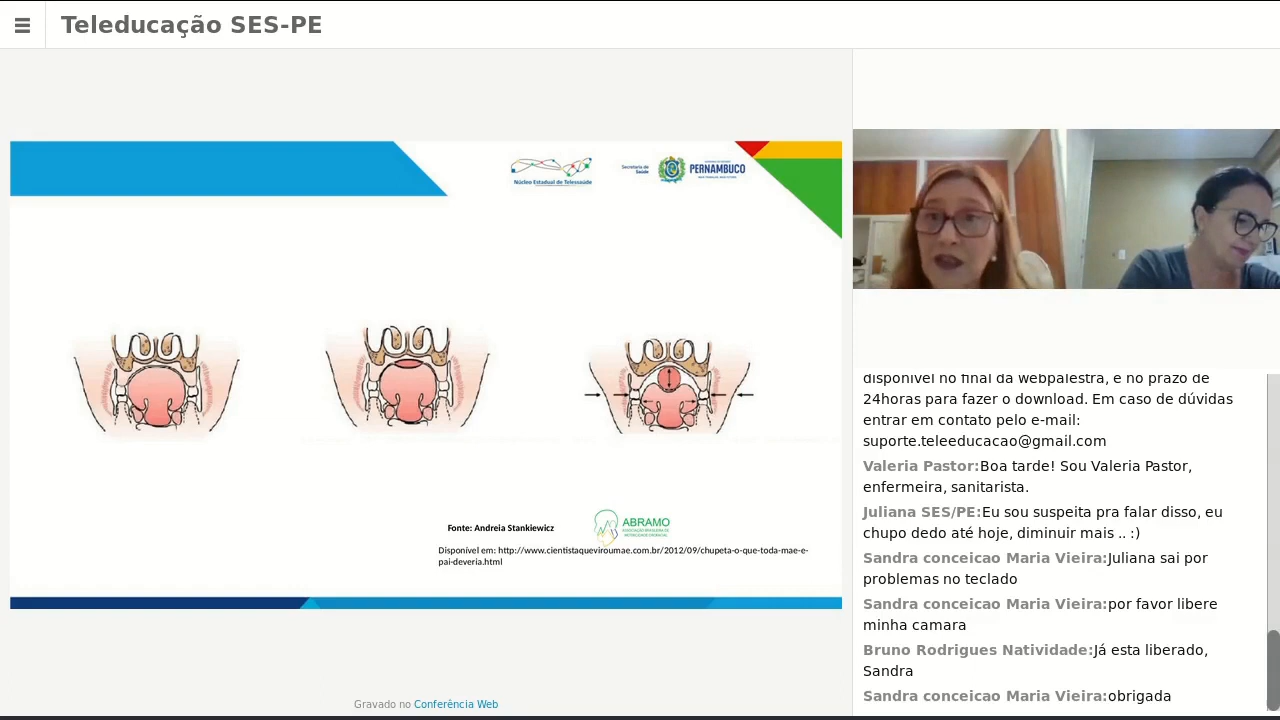 Teleducação SES-PE
Núcleo Estadual de Telessaúde
Secretaria de
Saúde
PERNAMBUCO
Fonte: Andreia Stankiewicz
ABRAMO
Disponível em: http://www.cientistaqueviroumae.com.br/2012/09/chupeta-o-que-toda-mae-e-
pai-deveria.html
Gravado no Conferência Web
disponível no final da webpalestra, e no prazo de
24horas para fazer o download. Em caso de dúvidas
entrar em contato pelo e-mail:
suporte.teleeducacao@gmail.com
Valeria Pastor:Boa tarde! Sou Valeria Pastor,
enfermeira, sanitarista.
Juliana SES/PE:Eu sou suspeita pra falar disso, eu
chupo dedo até hoje, diminuir mais .. :)
Sandra conceicao Maria Vieira:Juliana sai por
problemas no teclado
Sandra conceicao Maria Vieira:por favor libere
minha camara
Bruno Rodrigues Natividade:Já esta liberado,
Sandra
Sandra conceicao Maria Vieira:obrigada